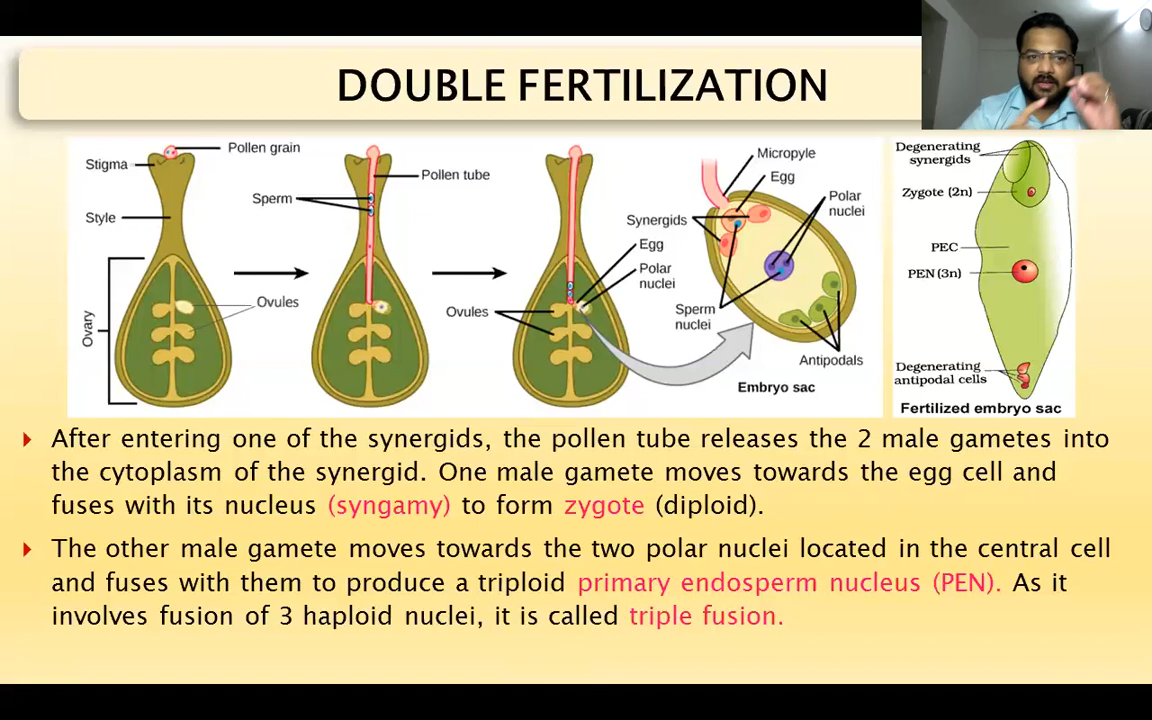 DOUBLE FERTILIZATION
Pollen grain
Stigma
Style
Ovary
Ovules
Sperm
Pollen tube
Ovules
Egg
Polar
nuclei
Synergids
Micropyle
Egg
Polar
nuclei
Sperm
nuclei
Antipodals
Embryo sac
Degenerating
synergids
Zygote (2n)
PEC
PEN (3n)
Degenerating
antipodal cells
Fertilized embryo sac
After entering one of the synergids, the pollen tube releases the 2 male gametes into
the cytoplasm of the synergid. One male gamete moves towards the egg cell and
fuses with its nucleus (syngamy) to form zygote (diploid).
The other male gamete moves towards the two polar nuclei located in the central cell
and fuses with them to produce a triploid primary endosperm nucleus (PEN). As it
involves fusion of 3 haploid nuclei, it is called triple fusion.